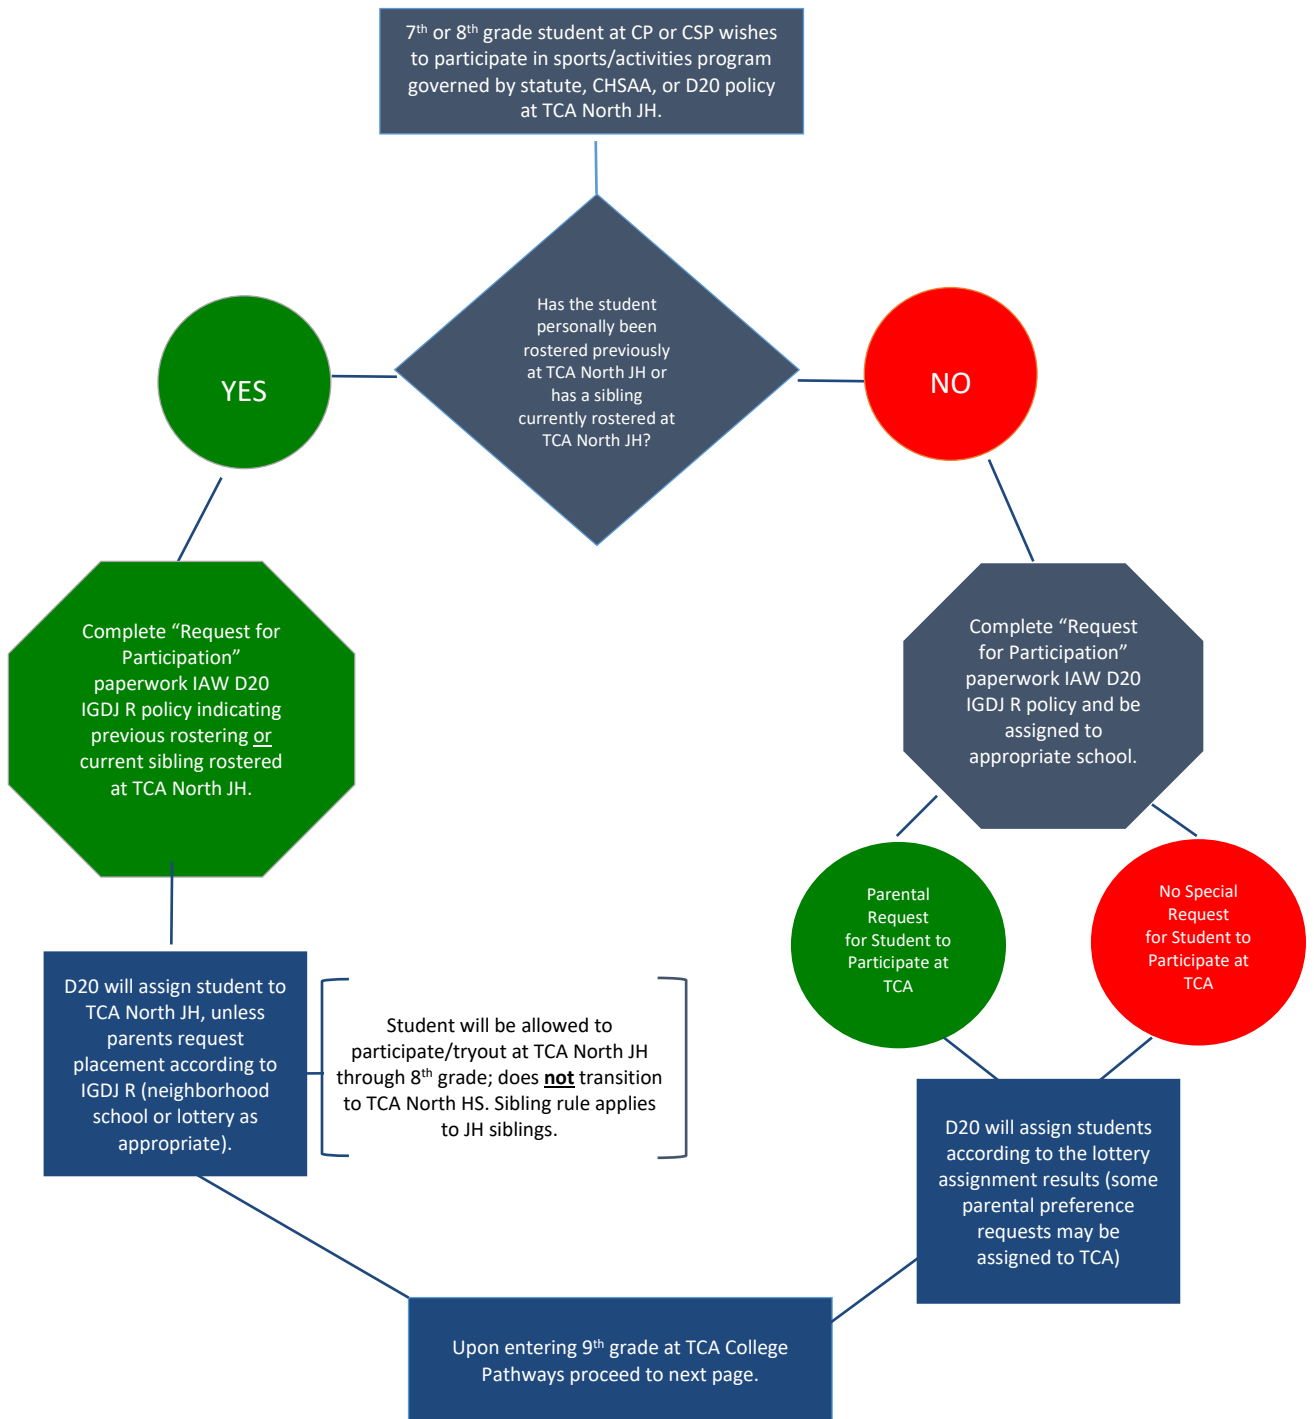 7th or 8th grade student at CP or CSP wishes
to participate in sports/activities program
governed by statute, CHSAA, or D20 policy
at TCA North JH.
Has the student
personally been
rostered previously
at TCA North JH or
has a sibling
currently rostered at
TCA North JH?
YES
NO
Complete “Request for
Participation”
paperwork IAW D20
IGDJ R policy indicating
previous rostering or
current sibling rostered
at TCA North JH.
Complete “Request
for Participation”
paperwork IAW D20
IGDJ R policy and be
assigned to
appropriate school.
Parental
Request
for Student to
Participate at
TCA
No Special
Request
for Student to
Participate at
TCA
D20 will assign student to
TCA North JH, unless
parents request
placement according to
IGDJ R (neighborhood
school or lottery as
appropriate).
Student will be allowed to
participate/tryout at TCA North JH
through 8th grade; does not transition
to TCA North HS. Sibling rule applies
to JH siblings.
D20 will assign students
according to the lottery
assignment results (some
parental preference
requests may be
assigned to TCA)
Upon entering 9th grade at TCA College
Pathways proceed to next page.